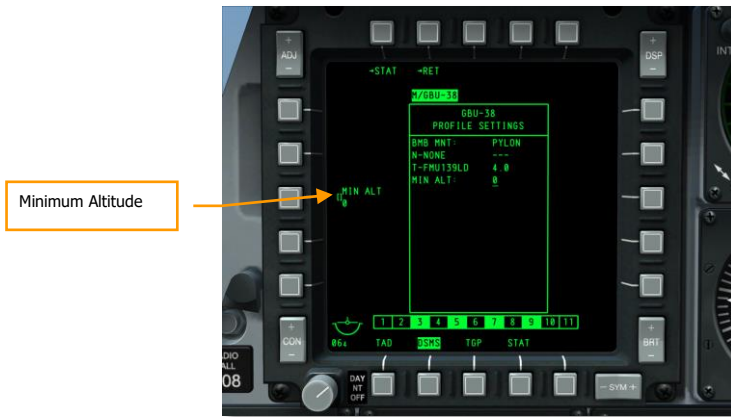 Minimum Altitude
ADJ
DSP
→STAT →RET
M/GBU-38
GBU-38
PROFILE SETTINGS
BMB MNT: PYLON
N-NONE ---
T-FMU139LD 4.0
MIN ALT: 0
MIN ALT
0
1 2 3 4 5 6 7 8 9 10 11
TAD DSMS TGP STAT
CON
BRT
DAY
NT
OFF
- SYM +
ALL
08